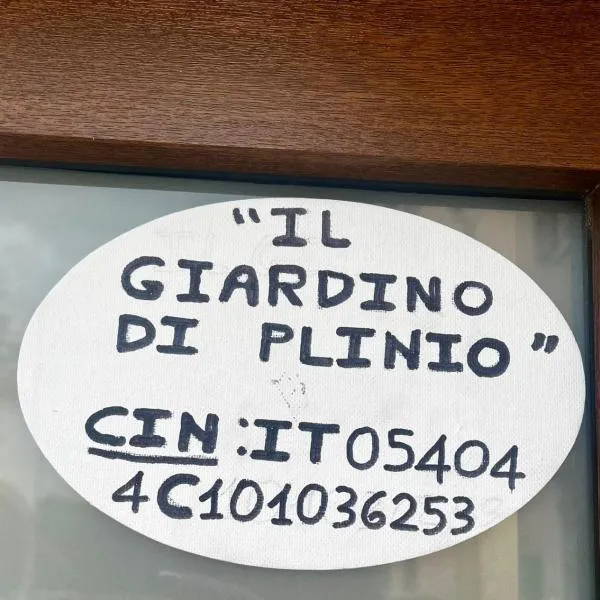 "IL
GIARDINO
DI PLINIO"
CIN:IT05404
4C101036253